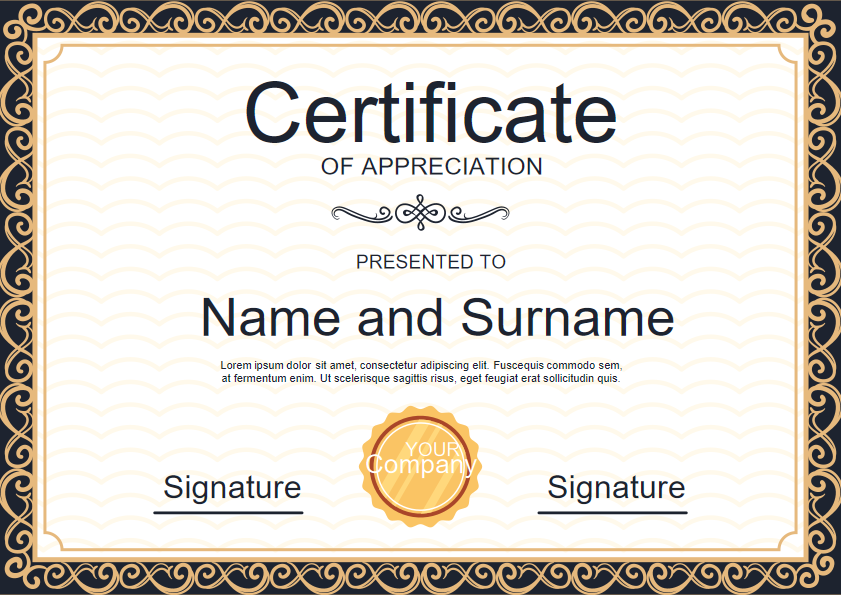 Certificate
OF APPRECIATION
PRESENTED TO
Name and Surname
Lorem ipsum dolor sit amet, consectetur adipiscing elit. Fuscequis commodo sem,
at fermentum enim. Ut scelerisque sagittis risus, eget feugiat erat sollicitudin quis.
YOUR
Company
Signature
Signature